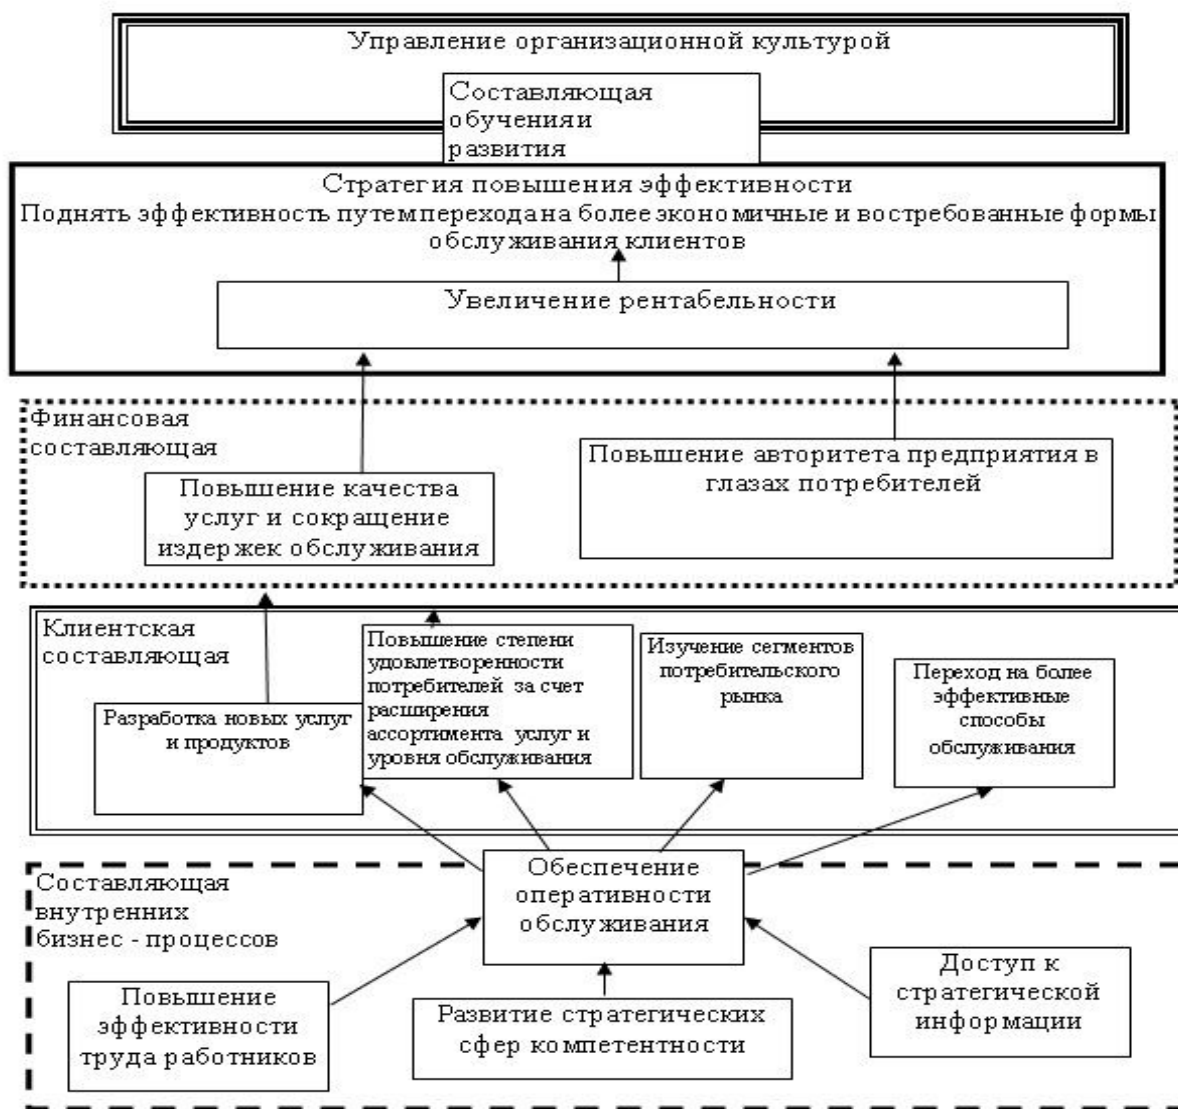 Управление организационной культурой
Составляющая
обученияи
развития
Стратегия повышения эффективности
Поднять эффективность путем перехода на более экономичные и востребованные формы
обслуживания клиентов
Увеличение рентабельности
Финансовая
составляющая
Повышение качества
услуг и сокращение
издержек обслуживания
Повышение авторитета предприятия в
глазах потребителей
Клиентская
составляющая
Разработка новых услуг
и продуктов
Повышение степени
удовлетворенности
потребителей за счет
расширения
ассортимента услуг и
уровня обслуживания
Изучение сегментов
потребительского
рынка
Переход на более
эффективные
способы
обслуживания
Составляющая
внутренних
бизнес - процессов
Обеспечение
оперативности
обслуживания
Повышение
эффективности
труда работников
Развитие стратегических
сфер компетентности
Доступ к
стратегической
информации